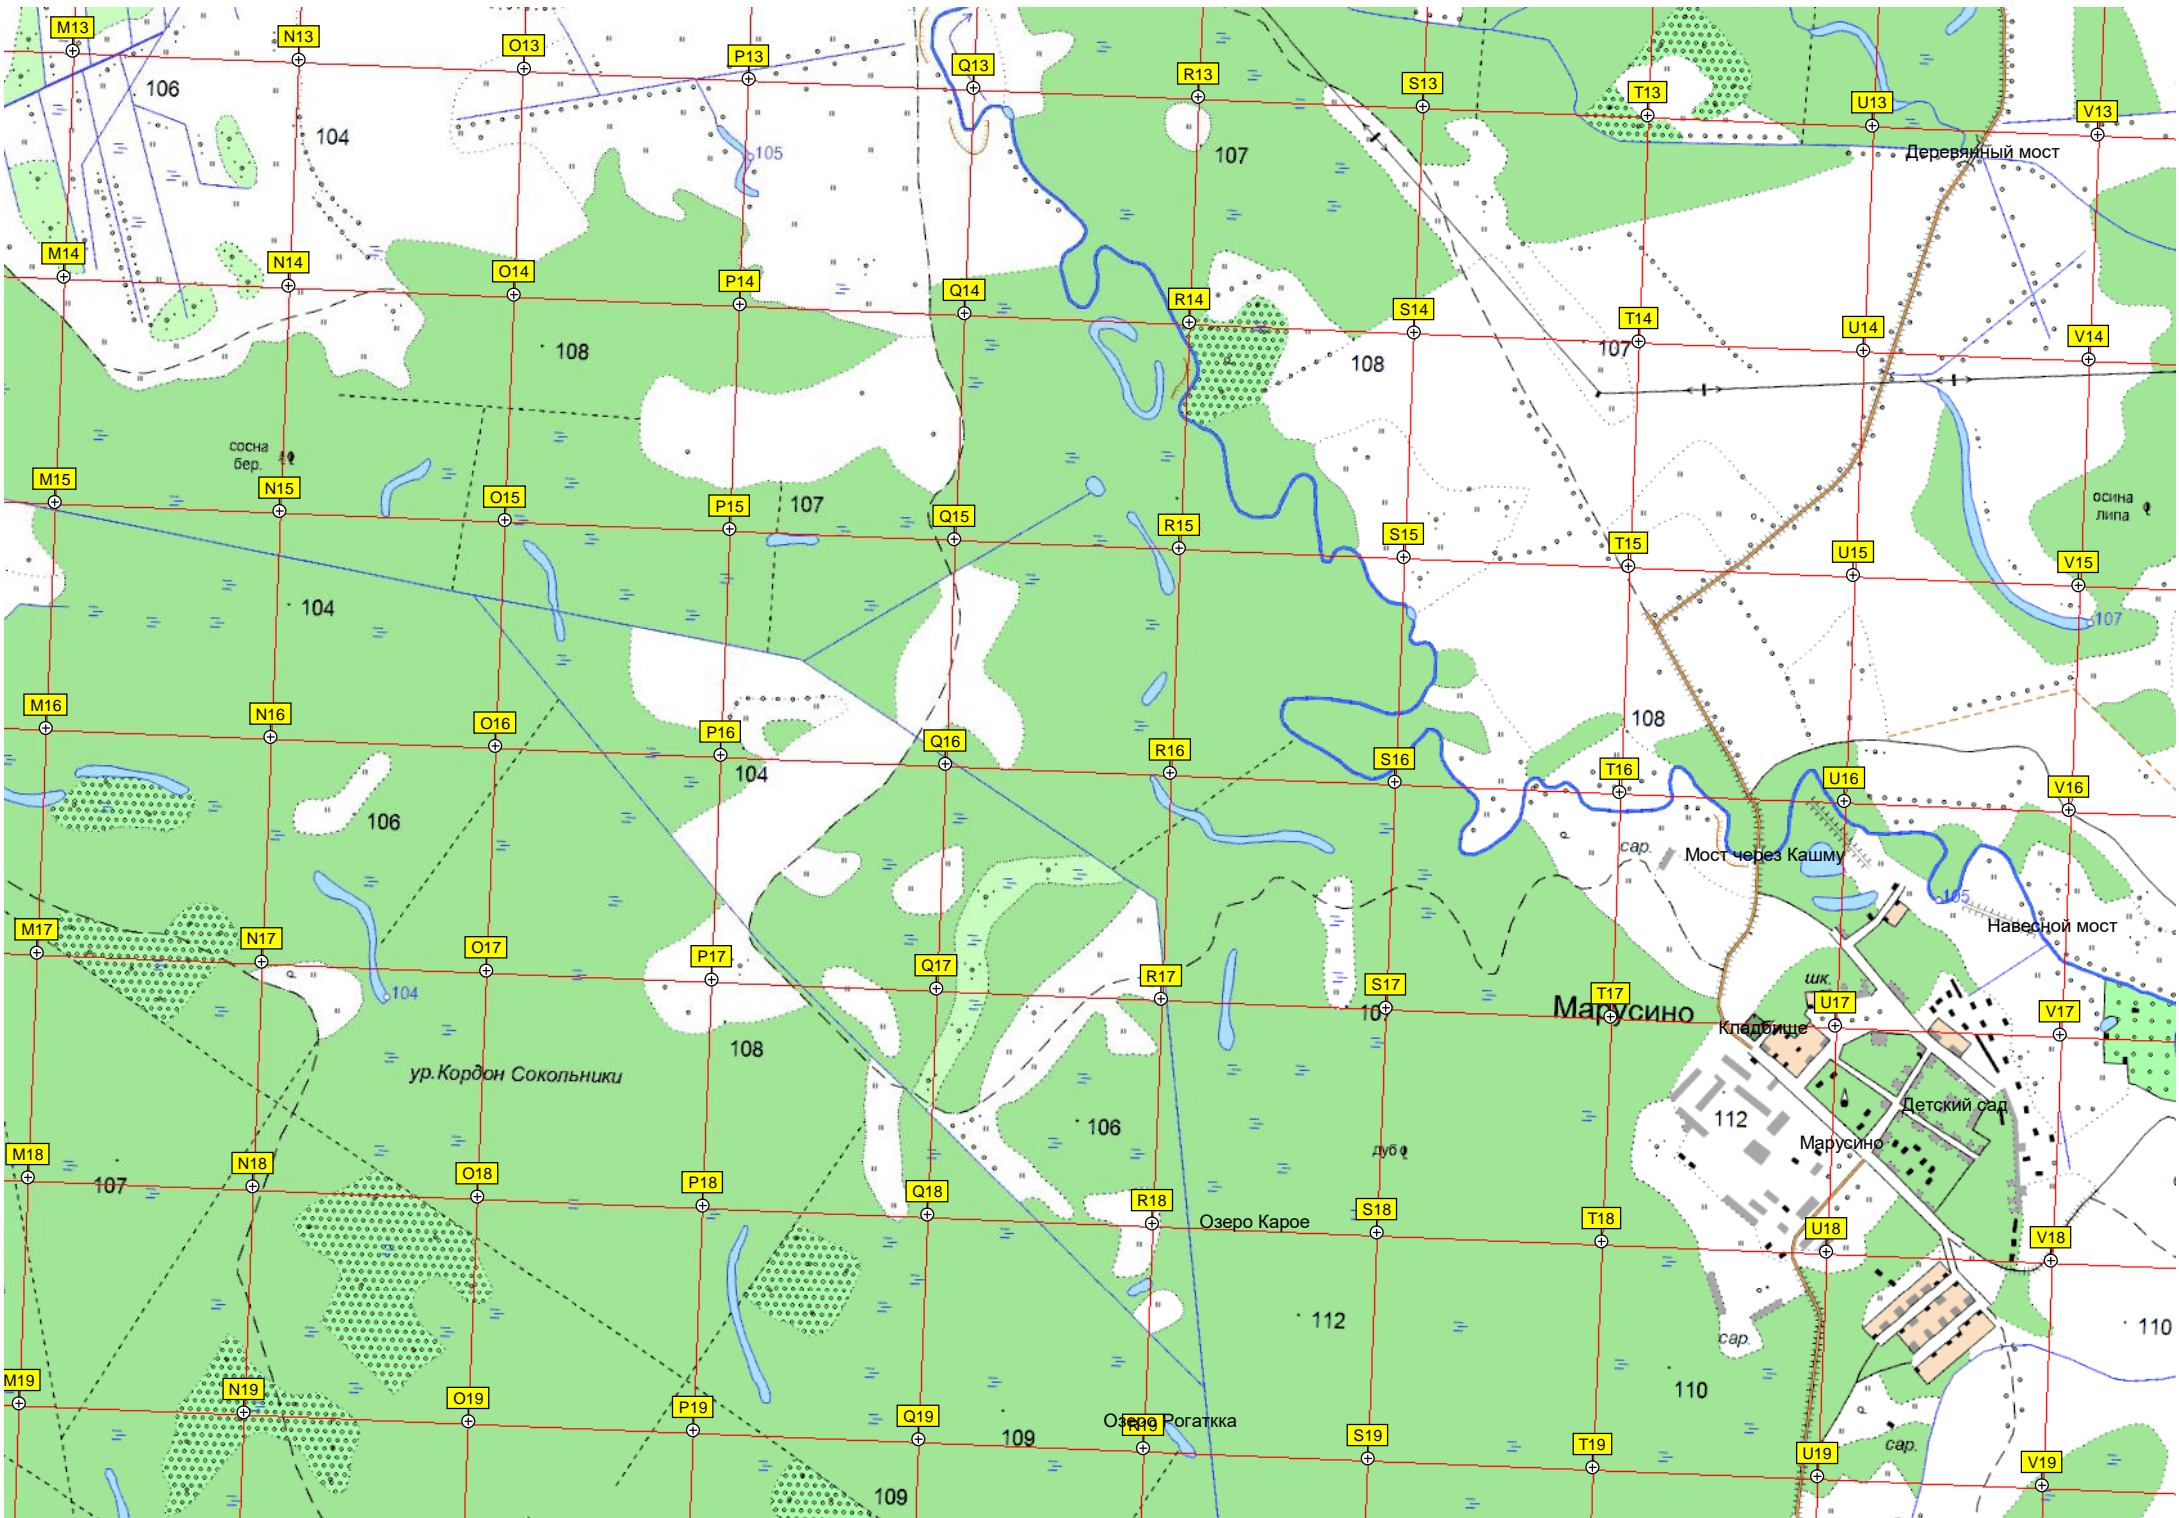 M13
N13
O13
P13
Q13
R13
S13
T13
U13
V13
106
104
105
107
Деревянный мост
M14
N14
O14
P14
Q14
R14
S14
T14
U14
V14
108
108
107
сосна
бер.
M15
N15
O15
P15
Q15
R15
S15
T15
U15
V15
107
осина
липа
104
107
M16
N16
O16
P16
Q16
R16
S16
T16
U16
V16
108
104
106
сар.
Мост через Кашму
105
Навесной мост
M17
N17
O17
P17
Q17
R17
S17
T17
U17
V17
104
шк.
Марусино
Кладбище
108
ур.Кордон Сокольники
106
112
Детский сад
Марусино
дуб
M18
N18
O18
P18
Q18
R18
S18
T18
U18
V18
107
Озеро Карое
112
сар.
110
110
M19
N19
O19
P19
Q19
R19
S19
T19
U19
V19
Озеро Рогаткка
109
сар.
109